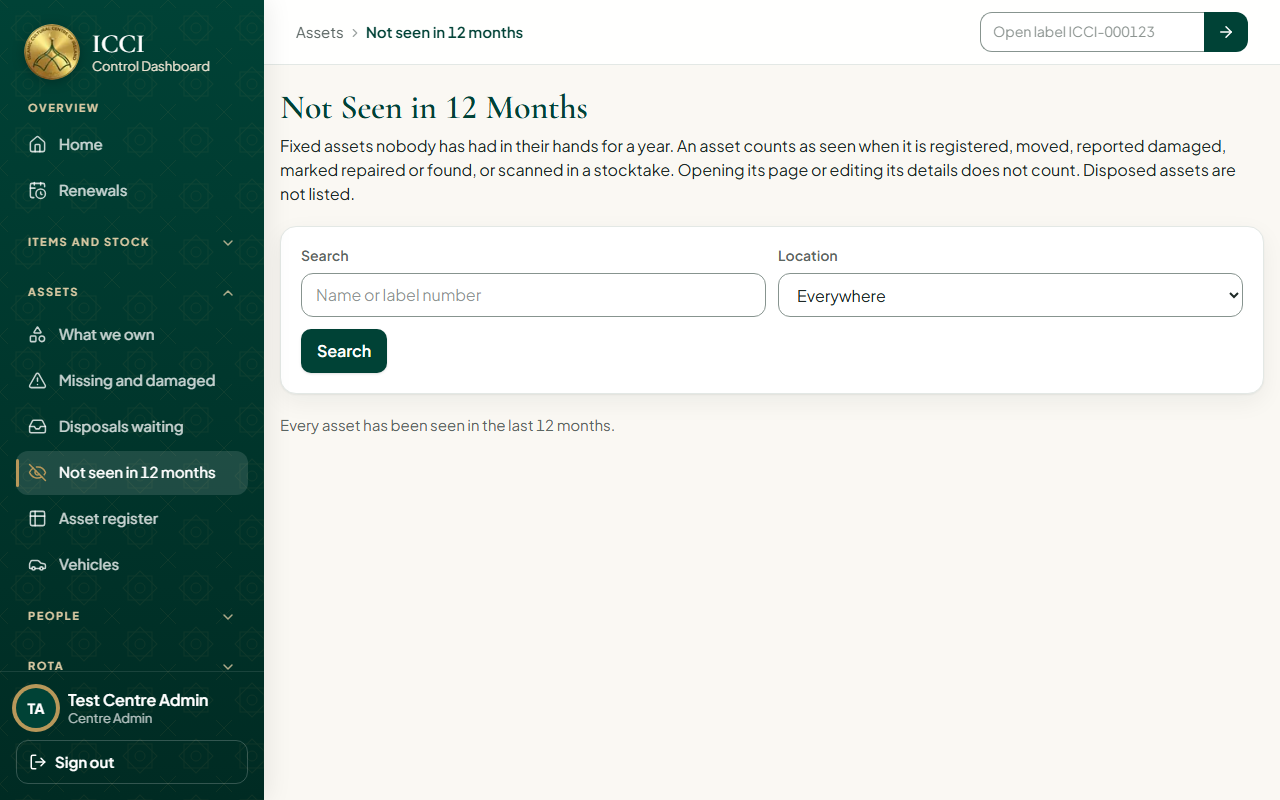 ICCI
Control Dashboard
OVERVIEW
Home
Renewals
ITEMS AND STOCK
ASSETS
What we own
Missing and damaged
Disposals waiting
Not seen in 12 months
Asset register
Vehicles
PEOPLE
ROTA
TA
Test Centre Admin
Centre Admin
Sign out
Assets
Not seen in 12 months
Open label ICCI-000123
Not Seen in 12 Months
Fixed assets nobody has had in their hands for a year. An asset counts as seen when it is registered, moved, reported damaged,
marked repaired or found, or scanned in a stocktake. Opening its page or editing its details does not count. Disposed assets are
not listed.
Search
Location
Name or label number
Everywhere
Search
Every asset has been seen in the last 12 months.